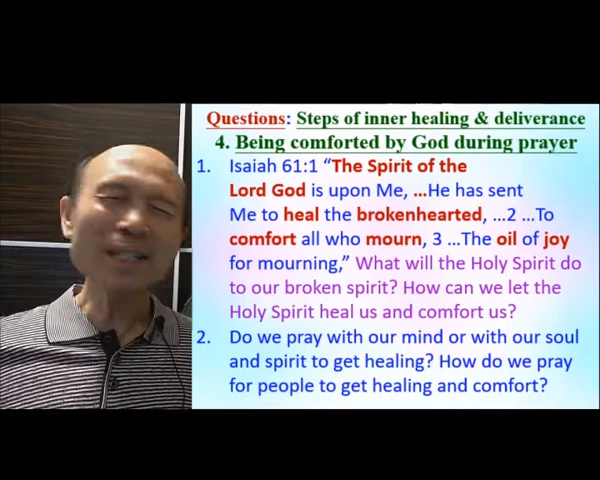 Questions: Steps of inner healing & deliverance
4. Being comforted by God during prayer
1. Isaiah 61:1 “The Spirit of the
Lord God is upon Me, ...He has sent
Me to heal the brokenhearted, ...2 ...To
comfort all who mourn, 3 ...The oil of joy
for mourning,” What will the Holy Spirit do
to our broken spirit? How can we let the
Holy Spirit heal us and comfort us?
2. Do we pray with our mind or with our soul
and spirit to get healing? How do we pray
for people to get healing and comfort?